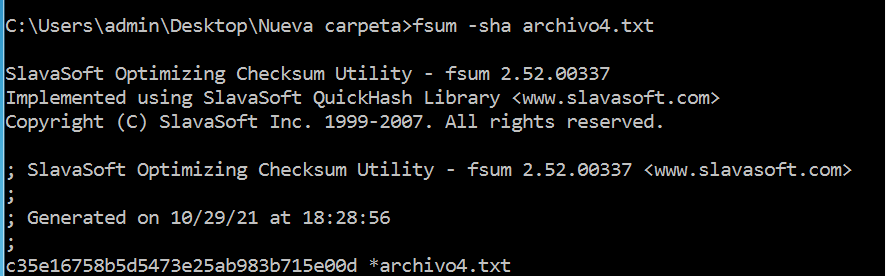 C:\Users\admin\Desktop\Nueva carpeta>fsum -sha archivo4.txt
SlavaSoft Optimizing Checksum Utility - fsum 2.52.00337
Implemented using SlavaSoft QuickHash Library <www.slavasoft.com>
Copyright (C) SlavaSoft Inc. 1999-2007. All rights reserved.
; SlavaSoft Optimizing Checksum Utility - fsum 2.52.00337 <www.slavasoft.com>
;
; Generated on 10/29/21 at 18:28:56
;
c35e16758b5d5473e25ab983b715e00d *archivo4.txt